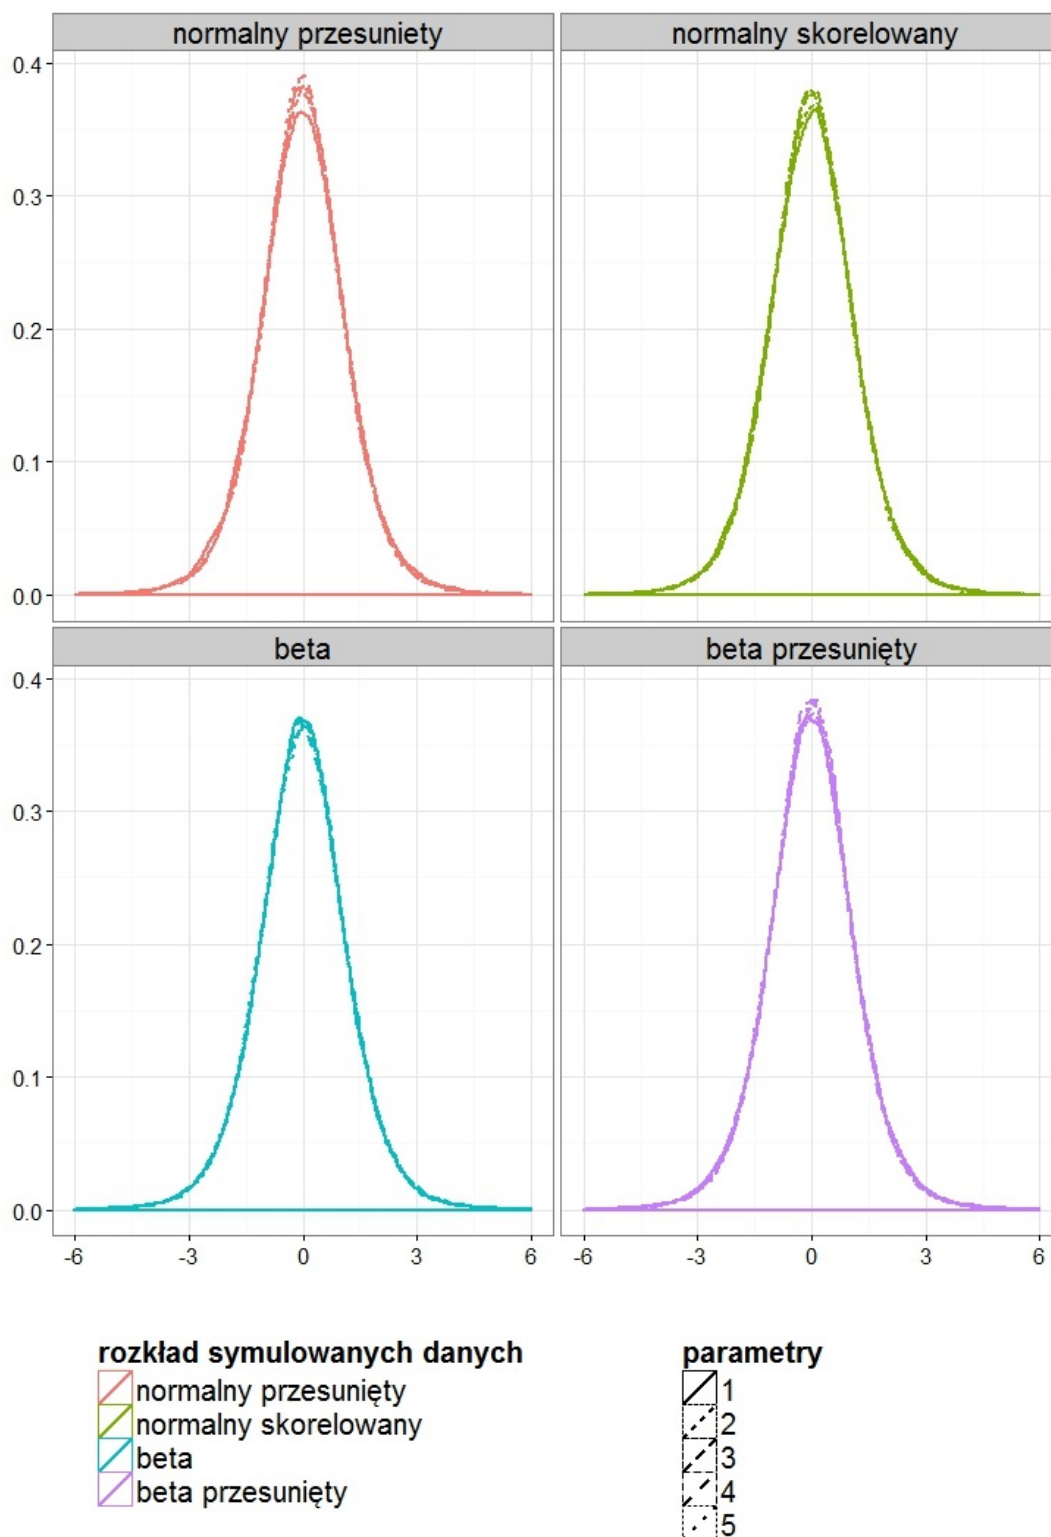 normalny przesuniety
normalny skorelowany
0.4
0.3
0.2
0.1
0.0
beta
beta przesunięty
0.4
0.3
0.2
0.1
0.0
-6
-3
0
3
6
-6
-3
0
3
6
rozkład symulowanych danych
normalny przesunięty
normalny skorelowany
beta
beta przesunięty
parametry
1
2
3
4
5